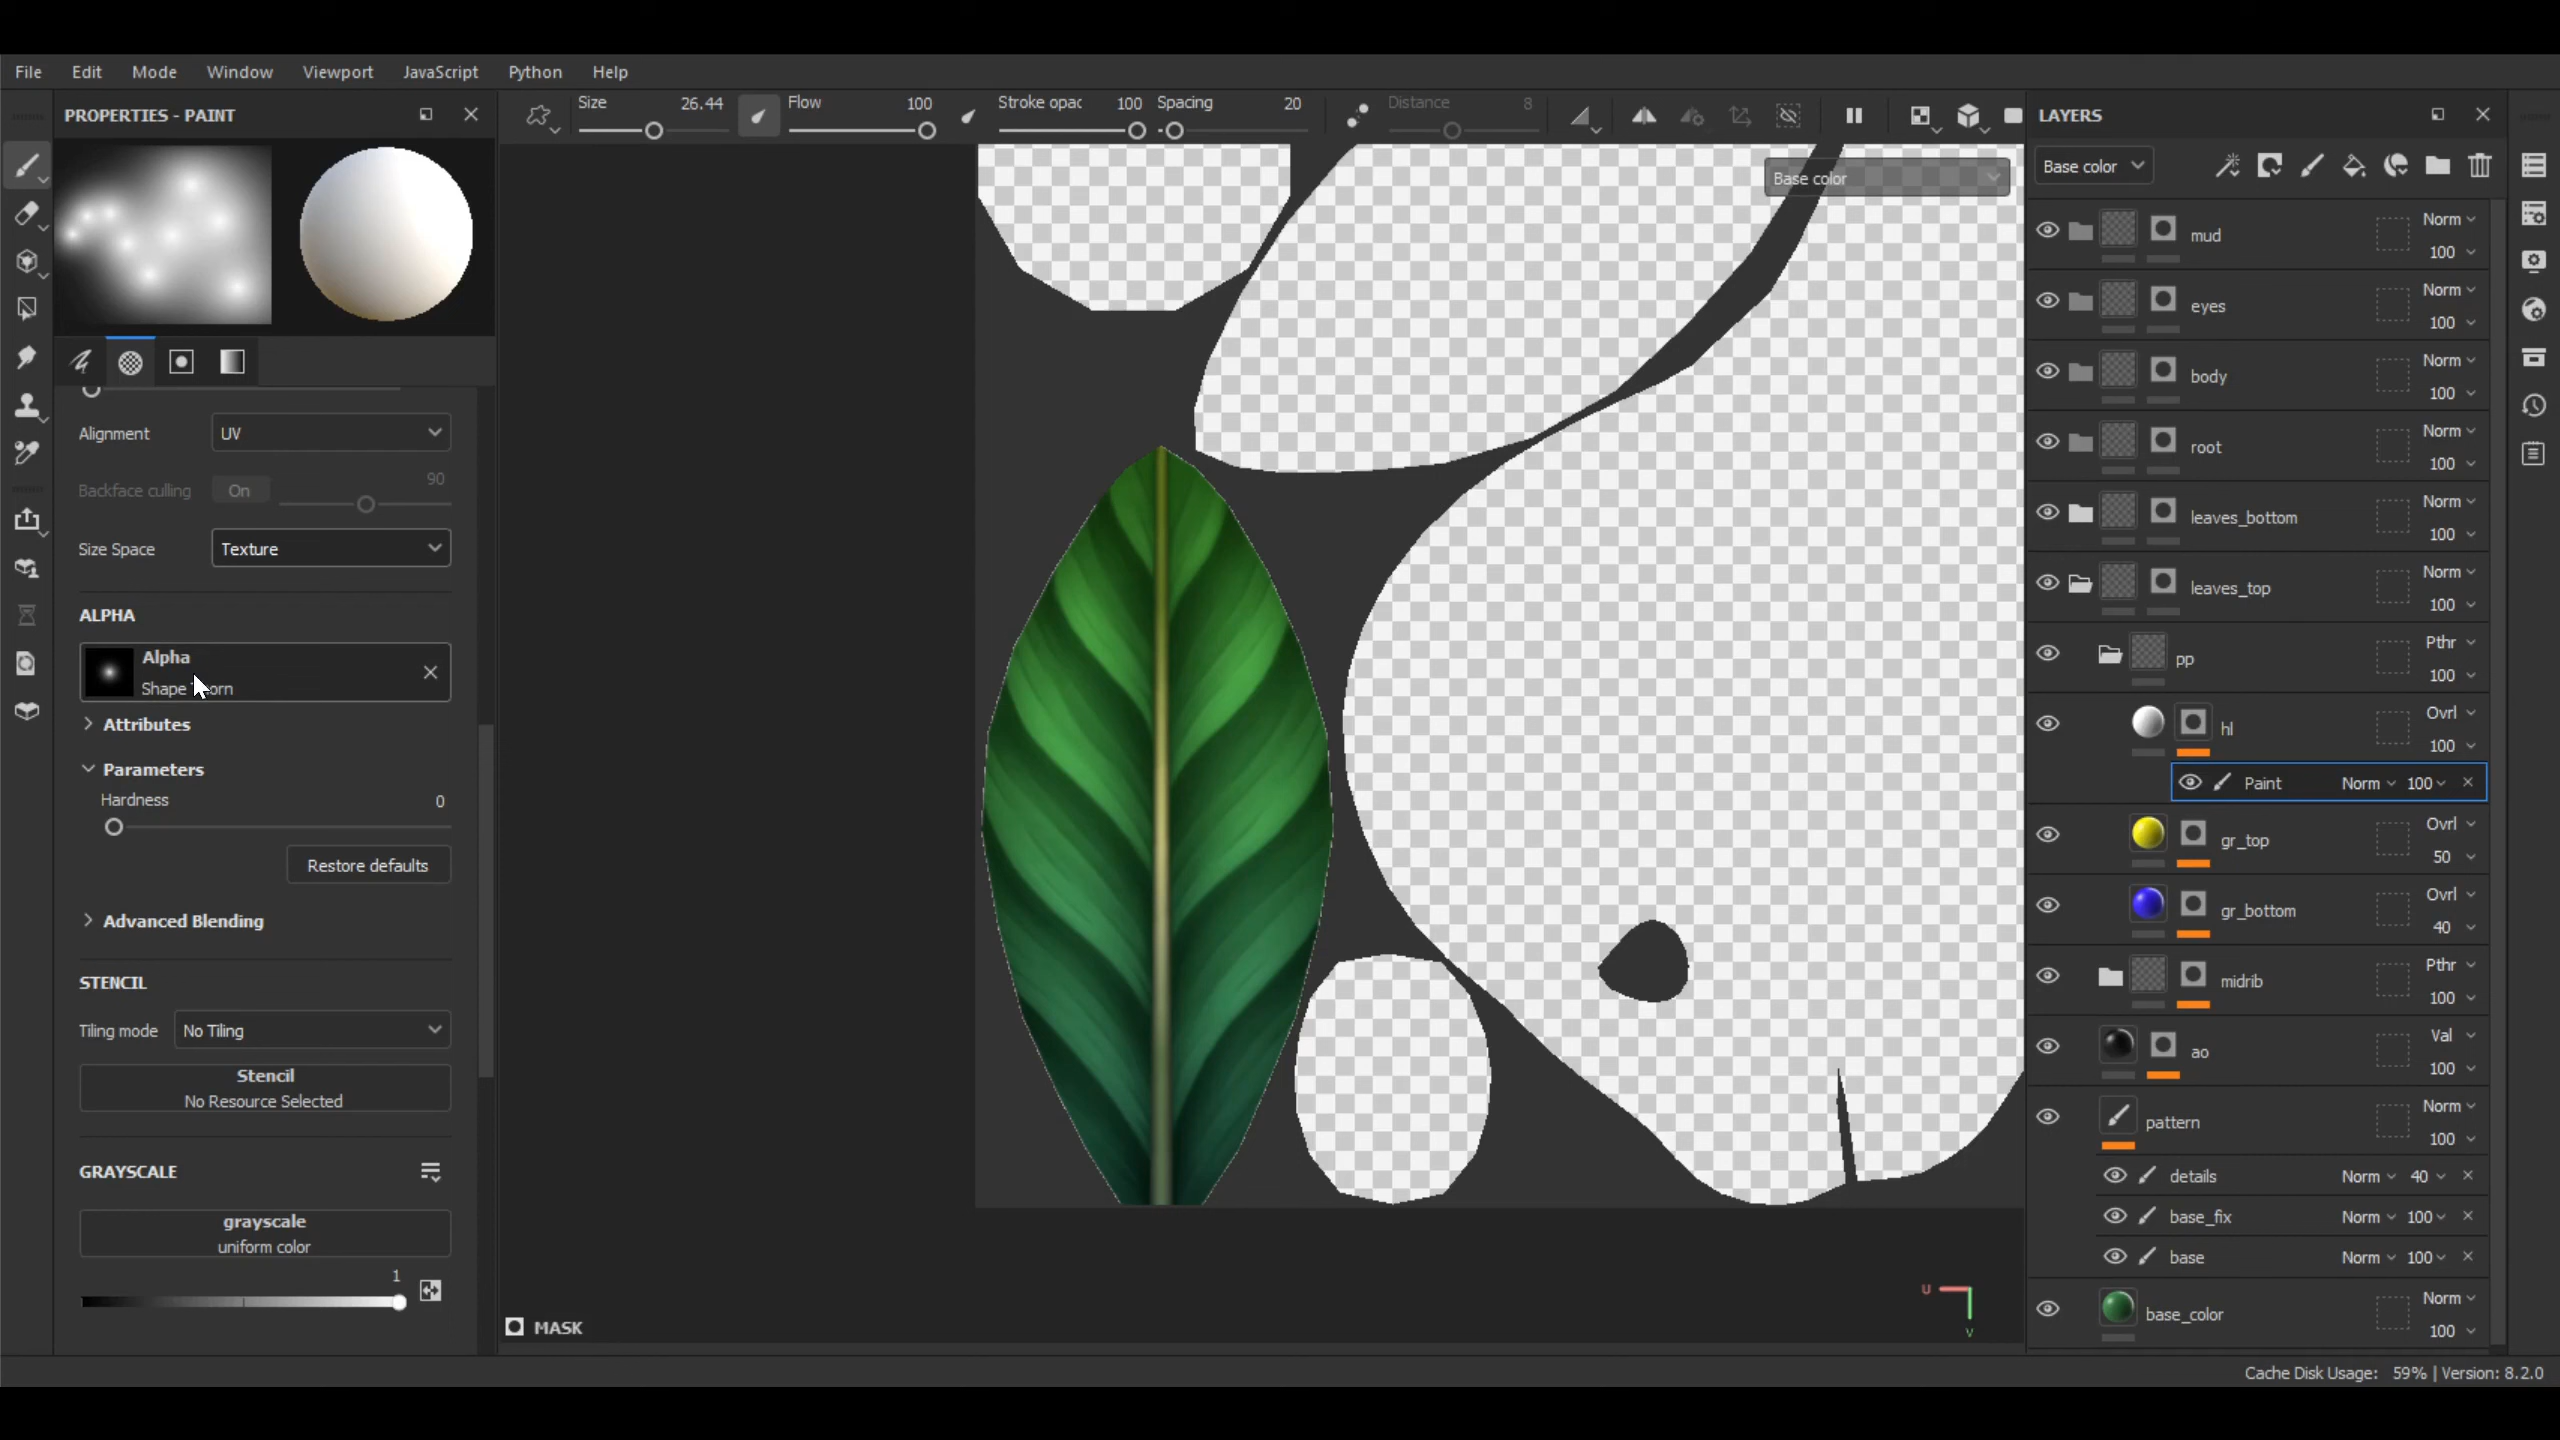 File Edit Mode Window Viewport JavaScript Python Help
PROPERTIES - PAINT
Size 26.44 Flow 100 Stroke opac 100 Spacing 20 Distance 8
Base color
Alignment UV
Backface culling On 90
Size Space Texture
ALPHA
Alpha
Shape
Attributes
Parameters
Hardness 0
Restore defaults
Advanced Blending
STENCIL
Tiling mode No Tiling
Stencil
No Resource Selected
GRAYSCALE
grayscale
uniform color
1
MASK
U
V
LAYERS
Base color
mud Norm 100
eyes Norm 100
body Norm 100
root Norm 100
leaves_bottom Norm 100
leaves_top Norm 100
pp Pthr 100
hl Ovrl 100
Paint Norm 100
gr_top Ovrl 50
gr_bottom Ovrl 40
midrib Pthr 100
ao Val 100
pattern Norm 100
details Norm 40
base_fix Norm 100
base Norm 100
base_color Norm 100
Cache Disk Usage: 59% | Version: 8.2.0